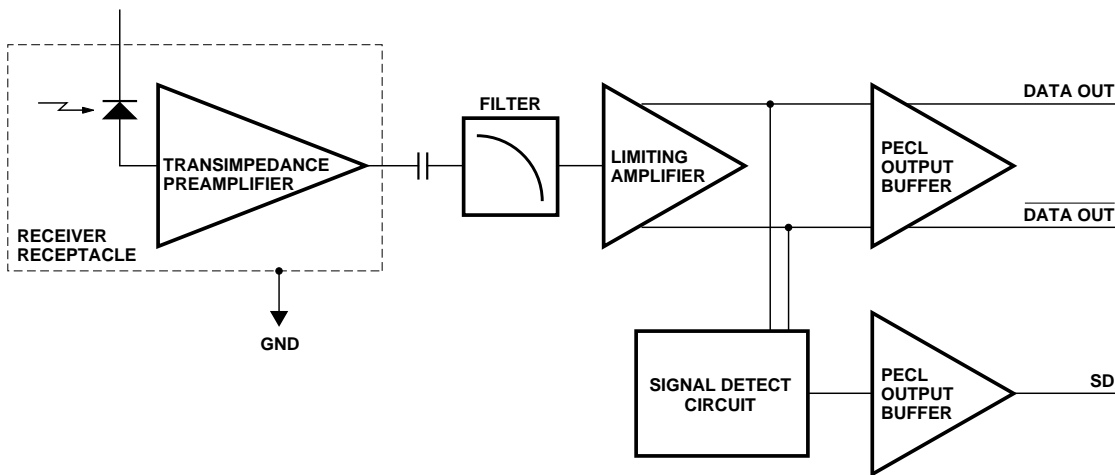 RECEIVER
RECEPTACLE
TRANSIMPEDANCE
PREAMPLIFIER
GND
FILTER
LIMITING
AMPLIFIER
PECL
OUTPUT
BUFFER
DATA OUT
DATA OUT
SIGNAL DETECT
CIRCUIT
PECL
OUTPUT
BUFFER
SD